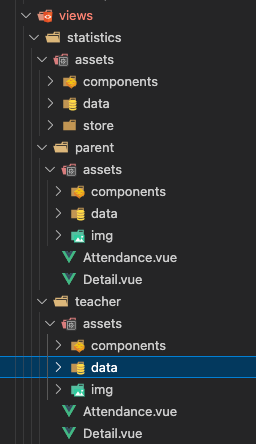 views
statistics
assets
components
data
store
parent
assets
components
data
img
Attendance.vue
Detail.vue
teacher
assets
components
data
img
Attendance.vue
Detail.vue